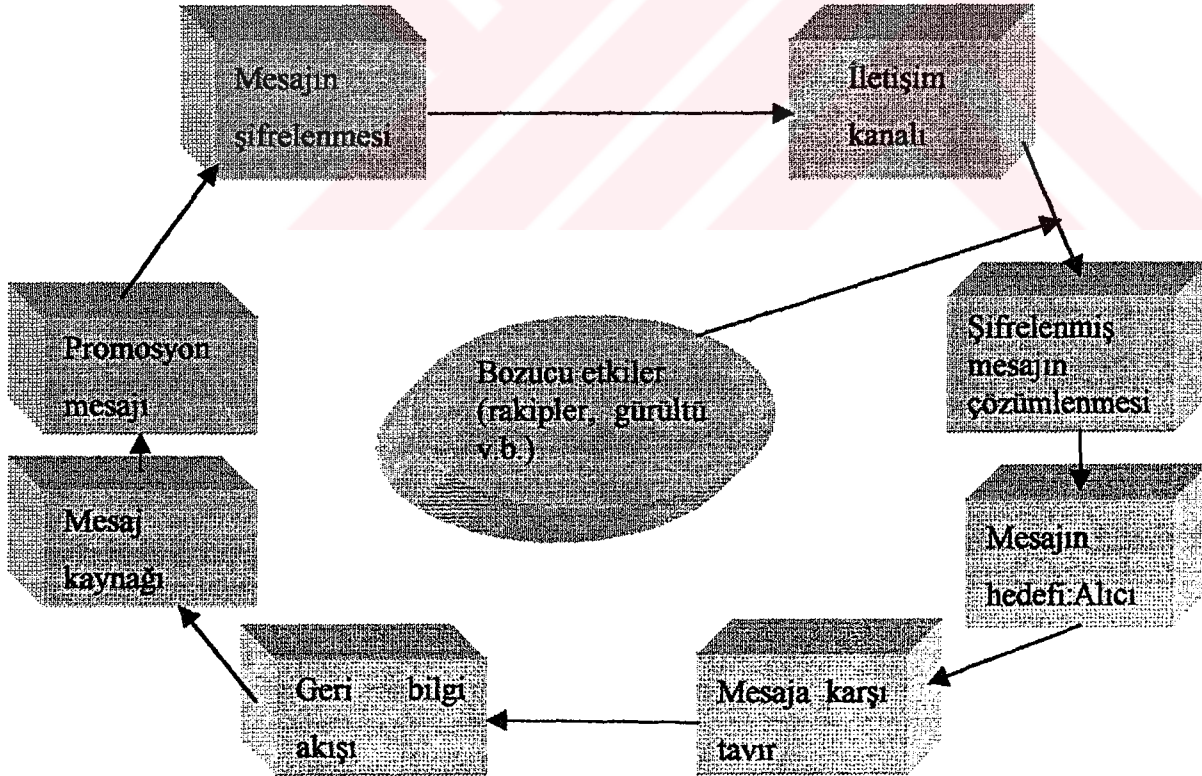 Mesajın
şifrelenmesi
İletişim
kanalı
Promosyon
mesajı
Bozucu etkiler
(rakipler, gürültü
v.b.)
Şifrelenmiş
mesajın
çözümlenmesi
Mesaj
kaynağı
Mesajın
hedefi:Alıcı
Geri bilgi
akışı
Mesaja karşı
tavır